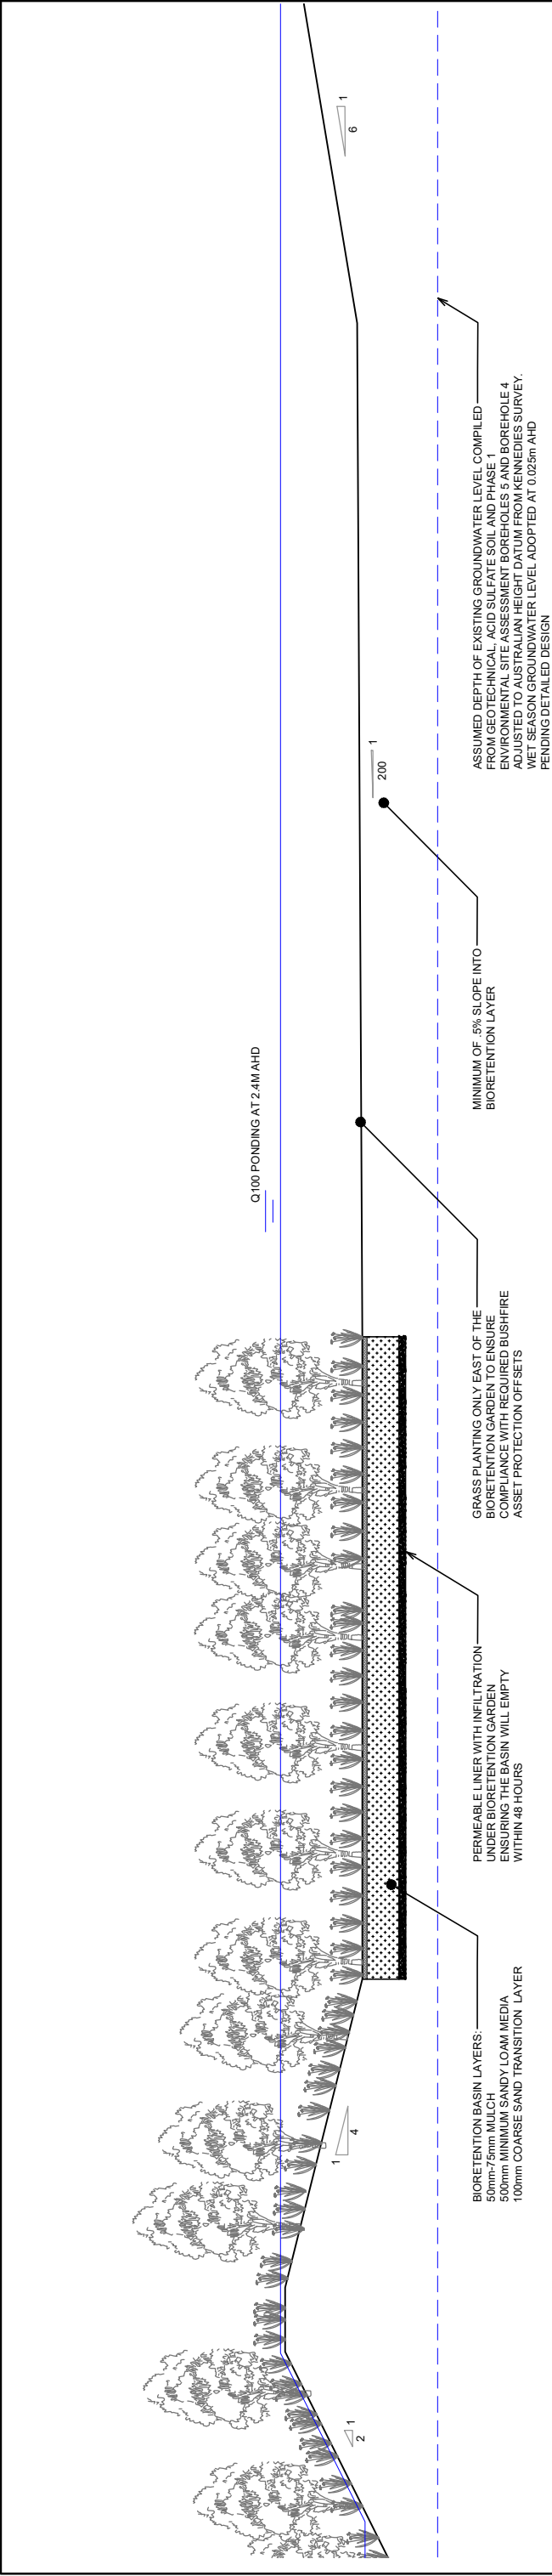 Q100 PONDING AT 2.4M AHD
1
2
1
4
1
200
1
6
BIORETENTION BASIN LAYERS:
50mm-75mm MULCH
500mm MINIMUM SANDY LOAM MEDIA
100mm COARSE SAND TRANSITION LAYER
PERMEABLE LINER WITH INFILTRATION
UNDER BIORETENTION GARDEN
ENSURING THE BASIN WILL EMPTY
WITHIN 48 HOURS
GRASS PLANTING ONLY EAST OF THE
BIORETENTION GARDEN TO ENSURE
COMPLIANCE WITH REQUIRED BUSHFIRE
ASSET PROTECTION OFFSETS
MINIMUM OF .5% SLOPE INTO
BIORETENTION LAYER
ASSUMED DEPTH OF EXISTING GROUNDWATER LEVEL COMPILED
FROM GEOTECHNICAL, ACID SULFATE SOIL AND PHASE 1
ENVIRONMENTAL SITE ASSESSMENT BOREHOLES 5 AND BOREHOLE 4
ADJUSTED TO AUSTRALIAN HEIGHT DATUM FROM KENNEDIES SURVEY.
WET SEASON GROUNDWATER LEVEL ADOPTED AT 0.025m AHD
PENDING DETAILED DESIGN